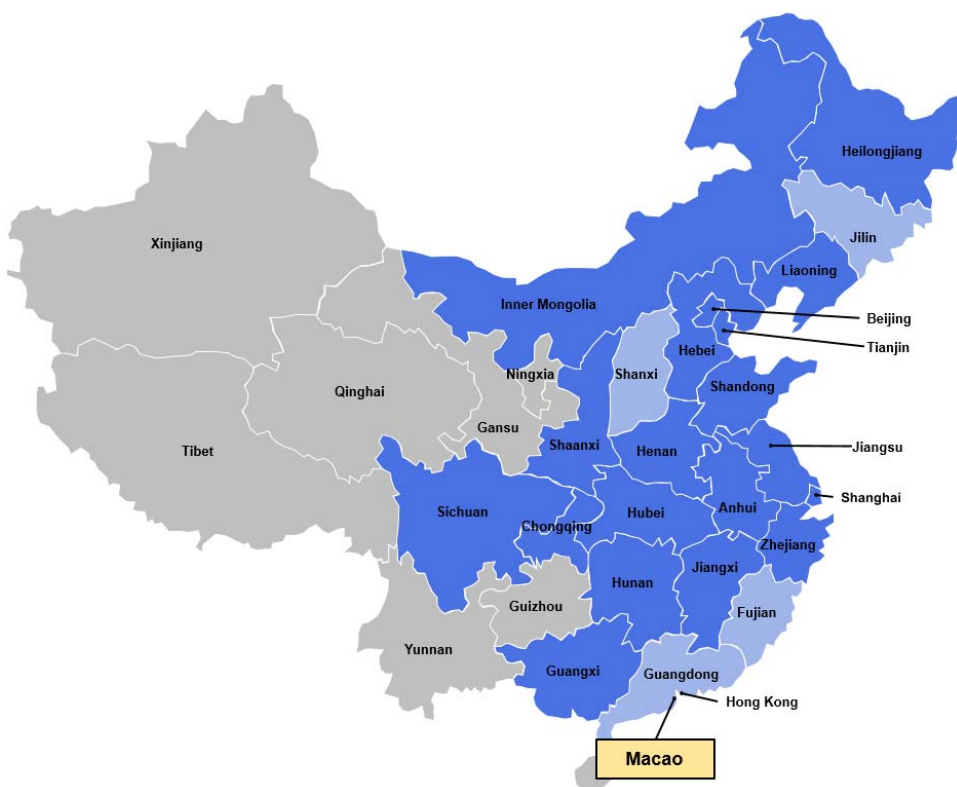 Heilongjiang
Jilin
Xinjiang
Liaoning
Inner Mongolia
Beijing
Tianjin
Hebei
Shanxi
Ningxia
Shandong
Qinghai
Gansu
Shaanxi
Henan
Jiangsu
Tibet
Shanghai
Sichuan
Anhui
Hubei
Chongqing
Zhejiang
Jiangxi
Hunan
Guizhou
Fujian
Yunnan
Guangxi
Guangdong
Hong Kong
Macao